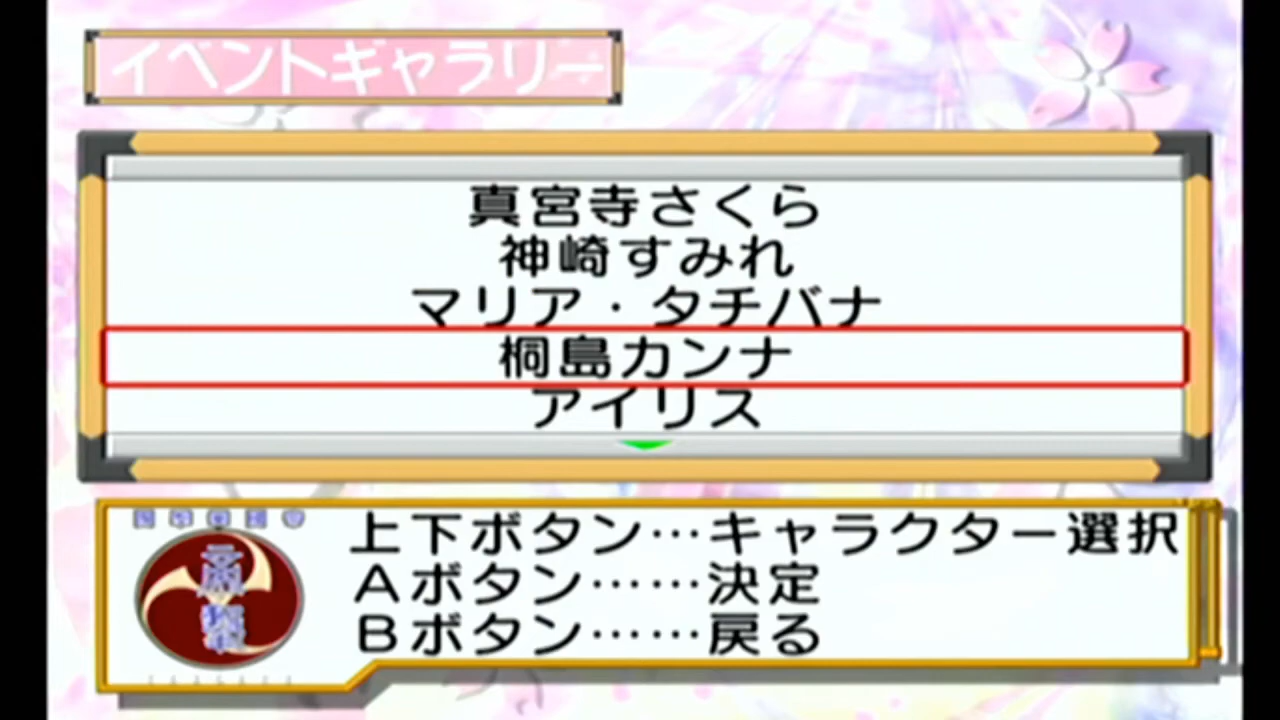 イベントギャラリー
真宮寺さくら
神崎すみれ
マリア・タチバナ
桐島カンナ
アイリス
上下ボタン…キャラクター選択
Aボタン……決定
Bボタン……戻る